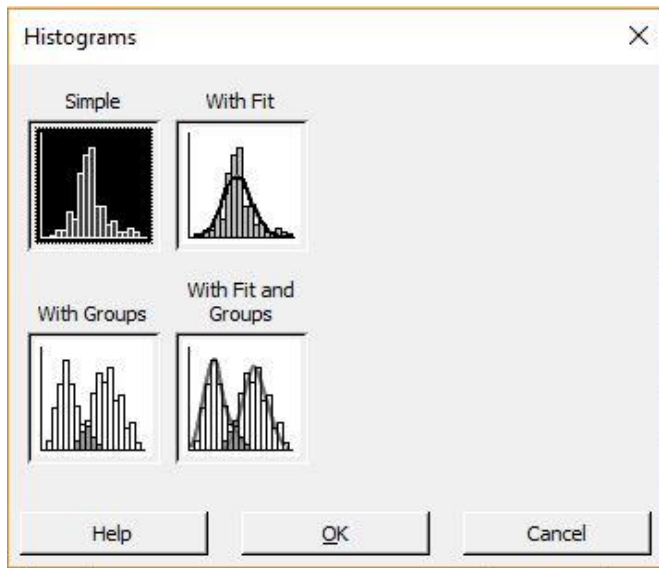 Histograms
Simple
With Fit
With Groups
With Fit and
Groups
Help
OK
Cancel